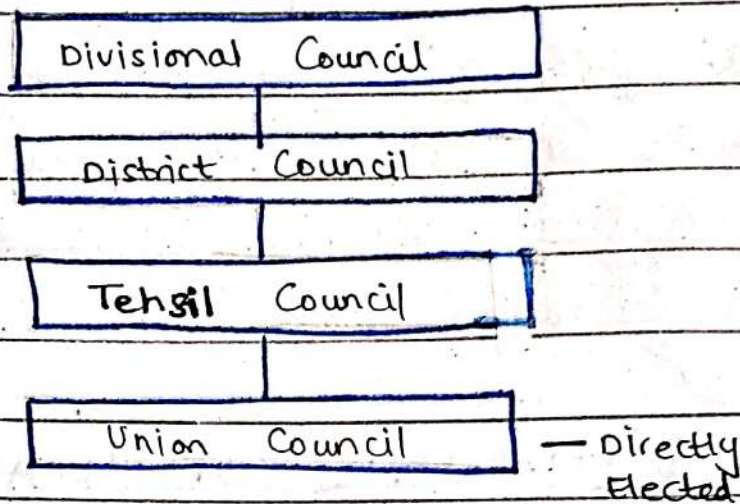 Divisional Council
District Council
Tehsil Council
Union Council — Directly
Elected